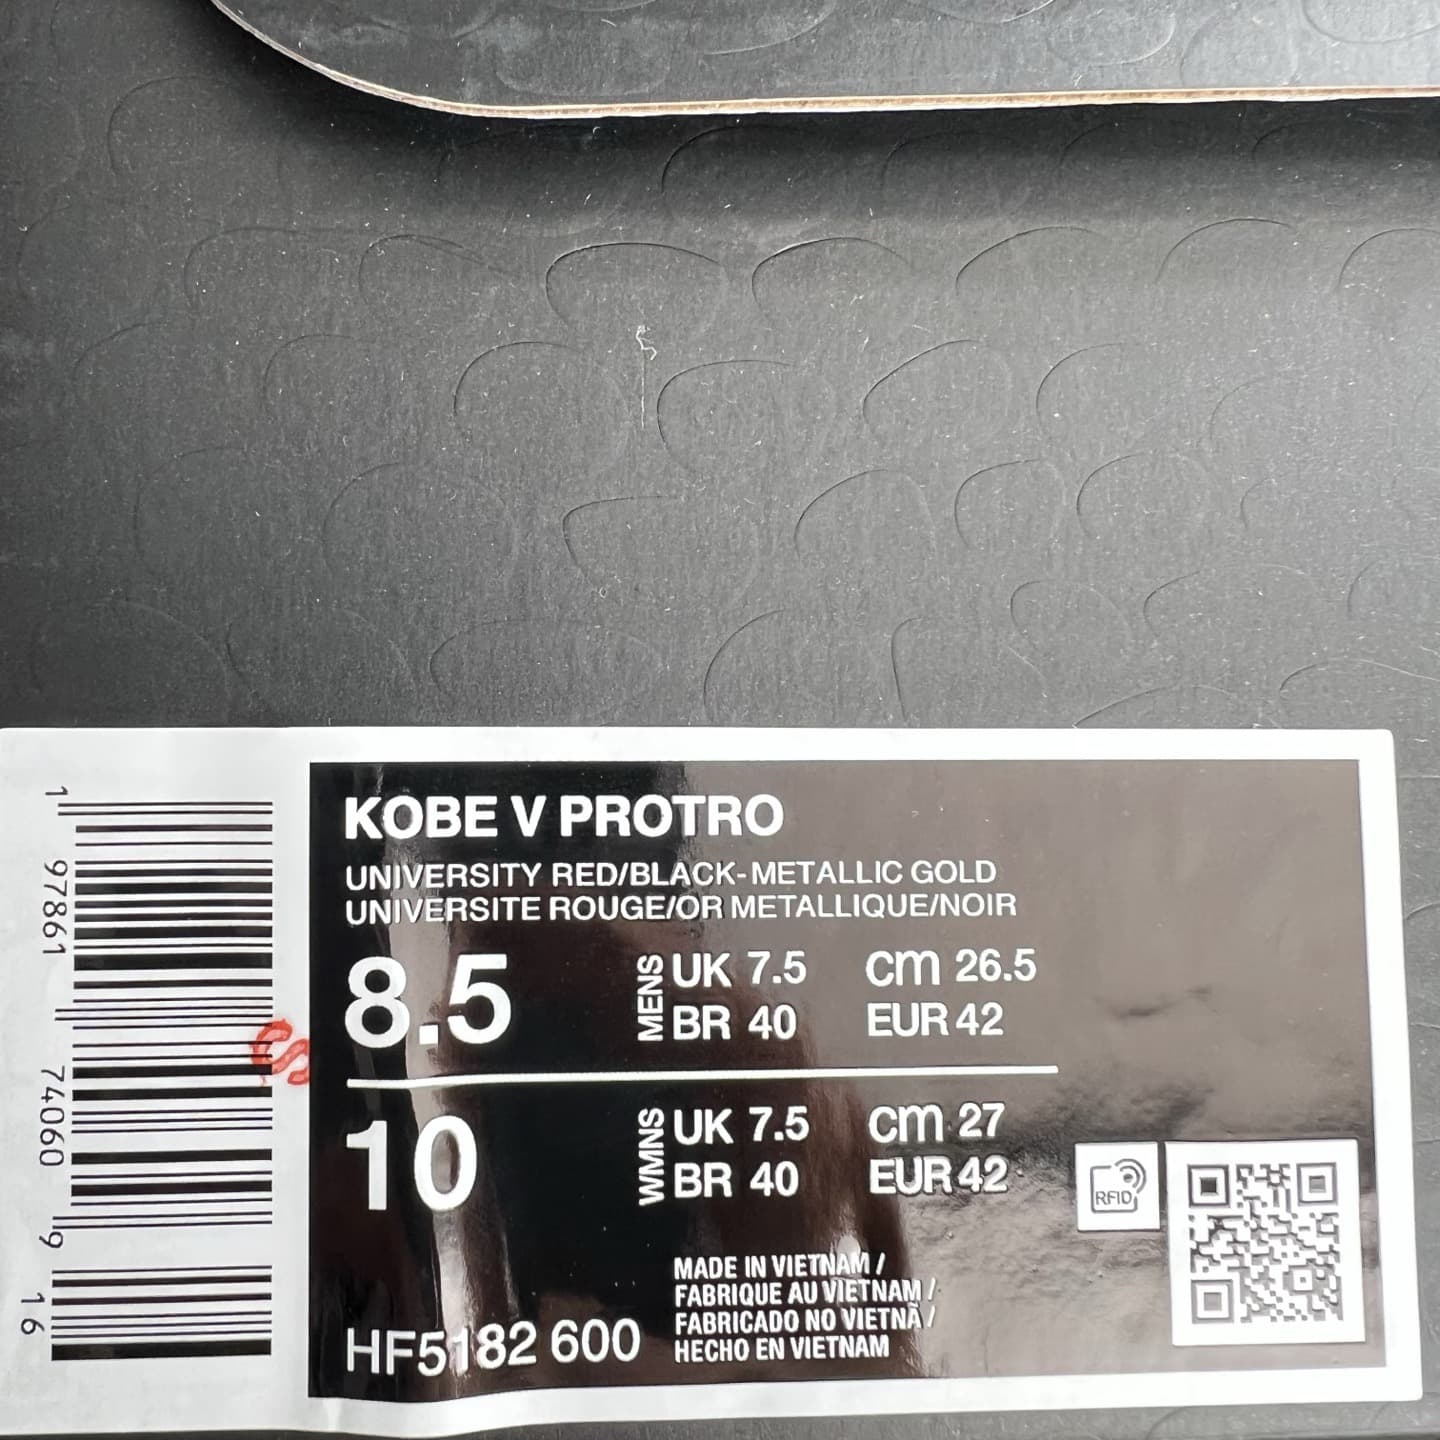 KOBE V PROTRO
UNIVERSITY RED/BLACK-METALLIC GOLD
UNIVERSITE ROUGE/OR METALLIQUE/NOIR
8.5 MENS UK 7.5 cm 26.5
BR 40 EUR 42
10 WMNS UK 7.5 cm 27
BR 40 EUR 42
RFID
MADE IN VIETNAM /
FABRIQUE AU VIETNAM /
FABRICADO NO VIETNÃ /
HECHO EN VIETNAM
HF5182 600
1 97861 74060 9 16